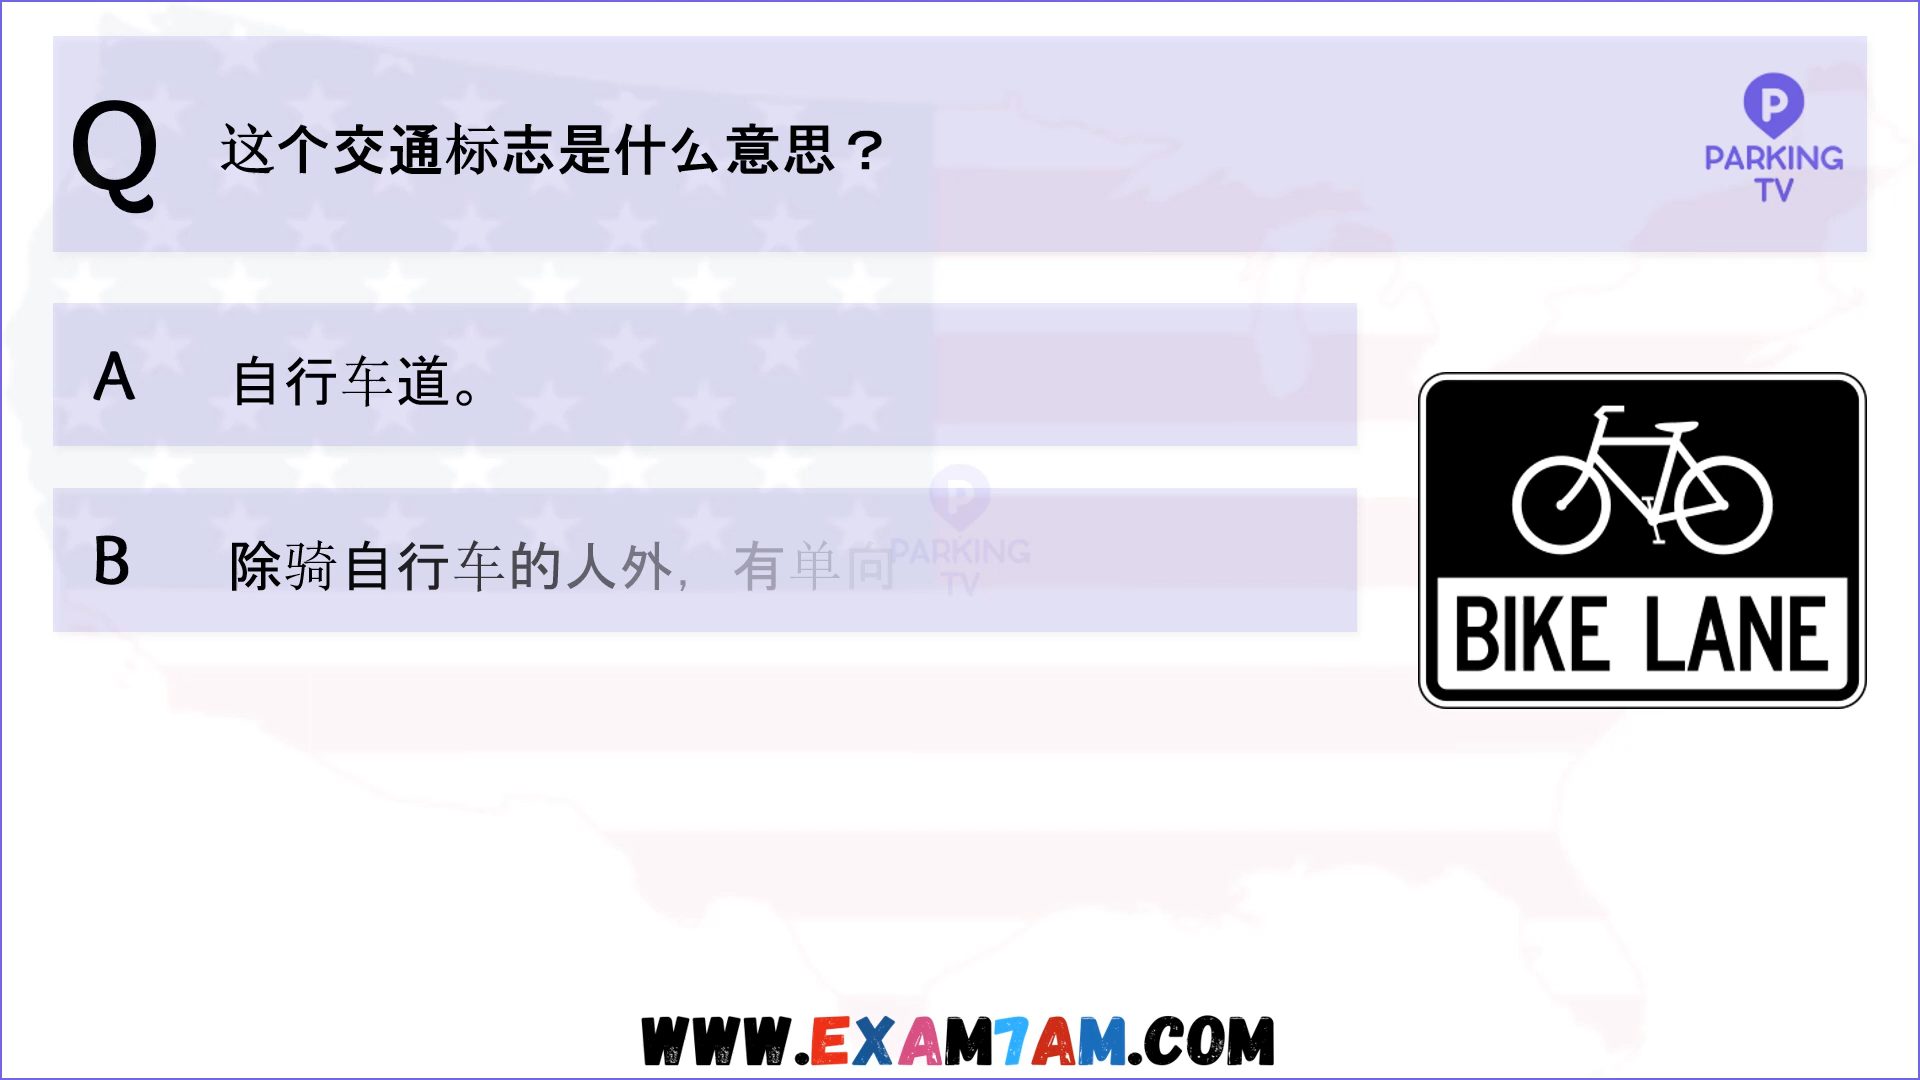 Q 这个交通标志是什么意思？
P
PARKING
TV
A 自行车道。
B 除骑自行车的人外，有单向
P
PARKING
TV
BIKE LANE
WWW.EXAM7AM.COM